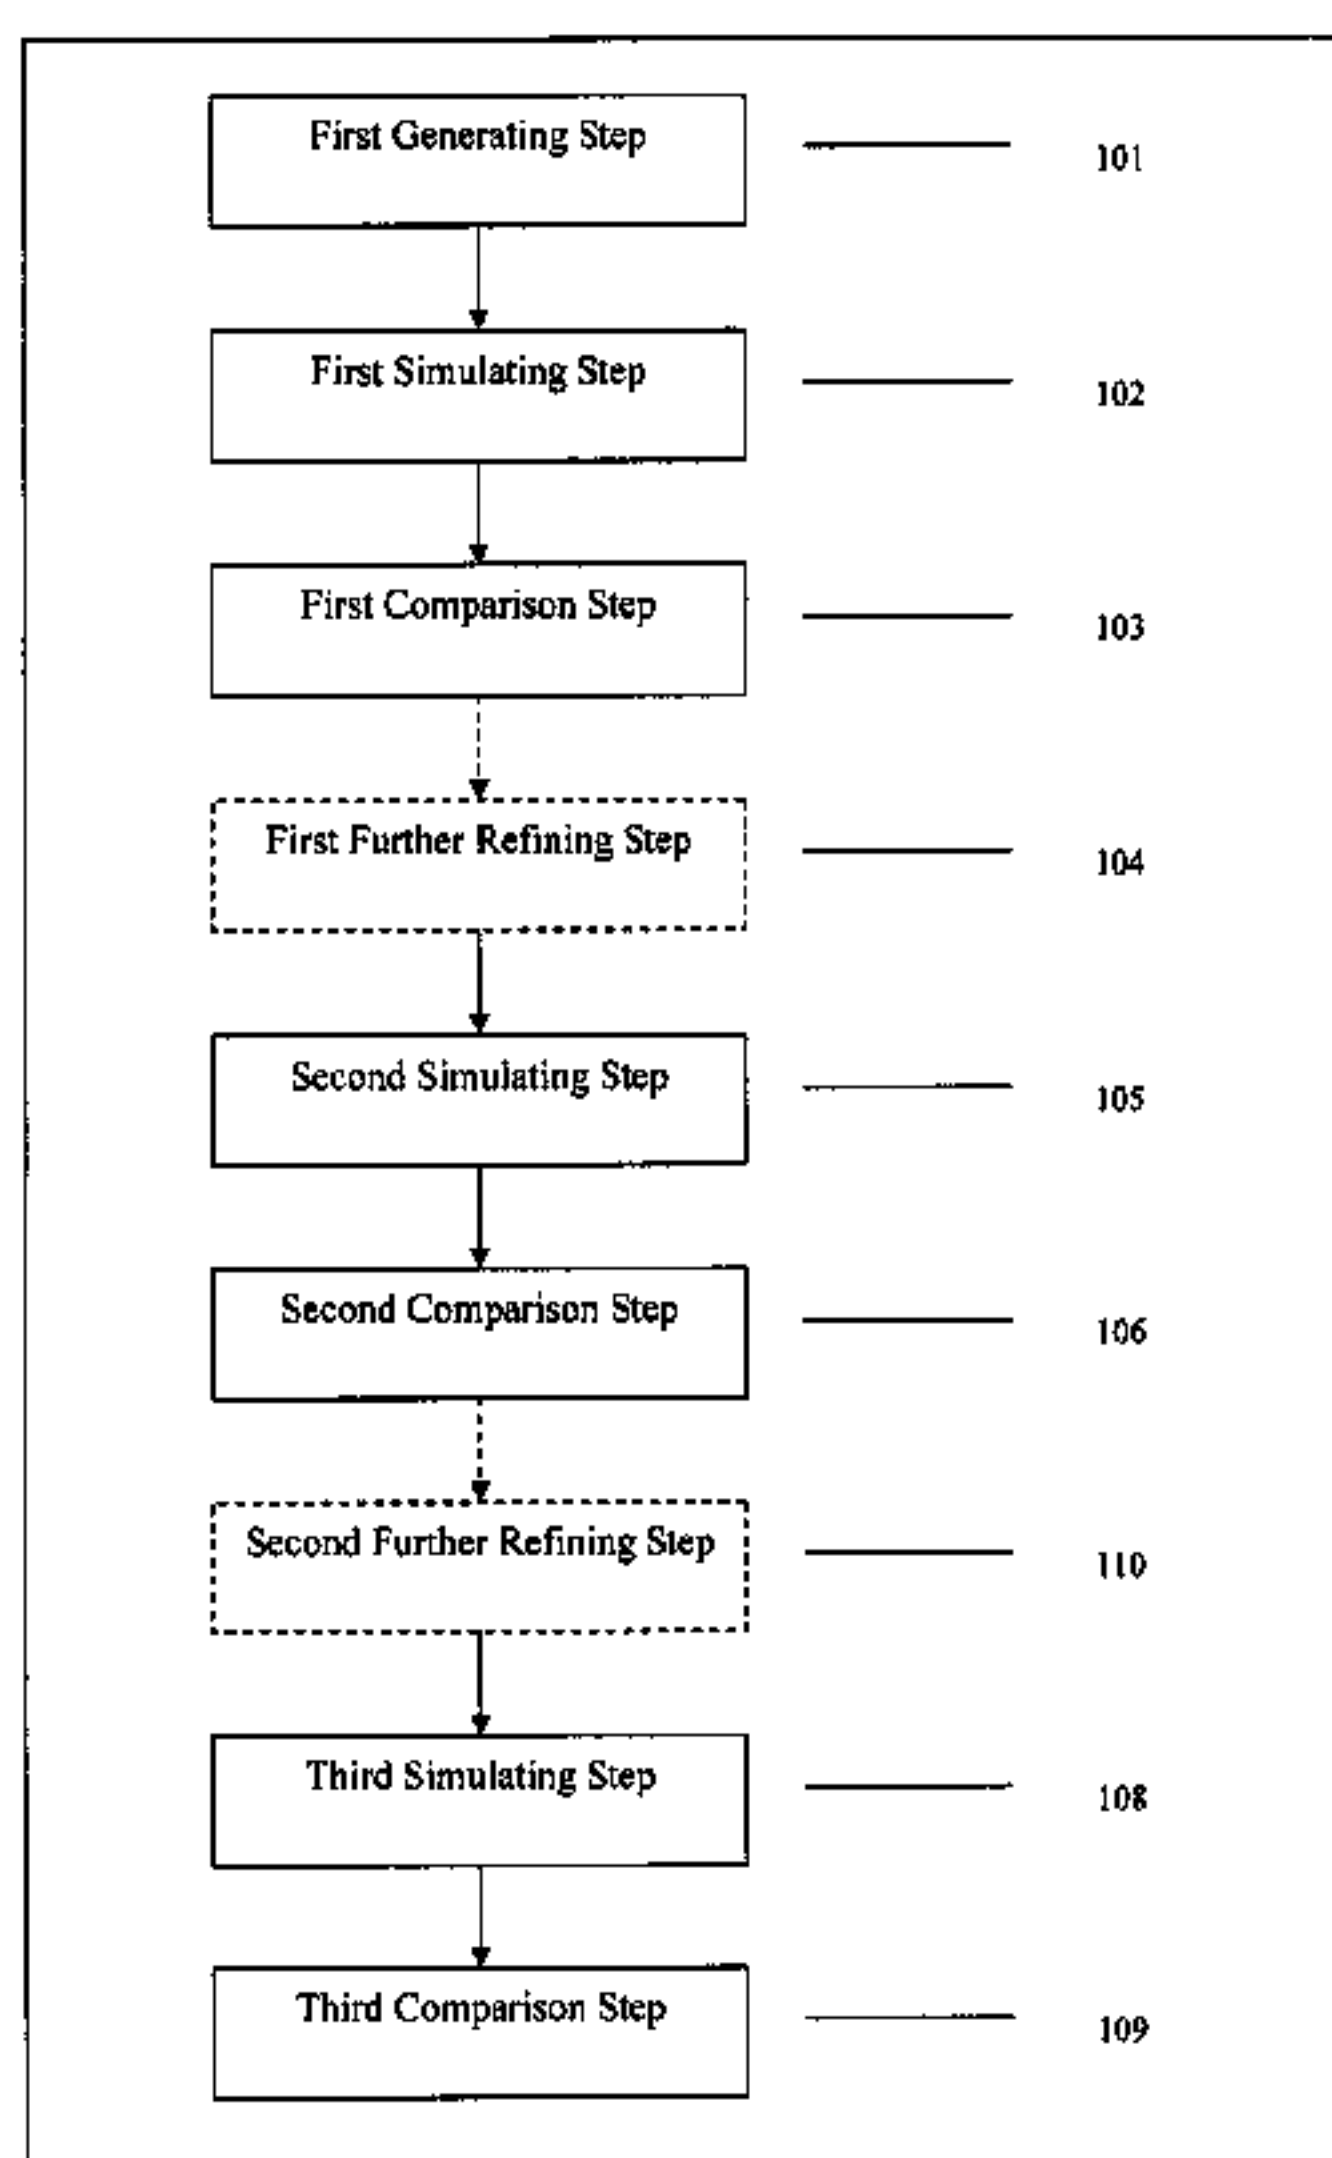 First Generating Step 101
First Simulating Step 102
First Comparison Step 103
First Further Refining Step 104
Second Simulating Step 105
Second Comparison Step 106
Second Further Refining Step 110
Third Simulating Step 108
Third Comparison Step 109